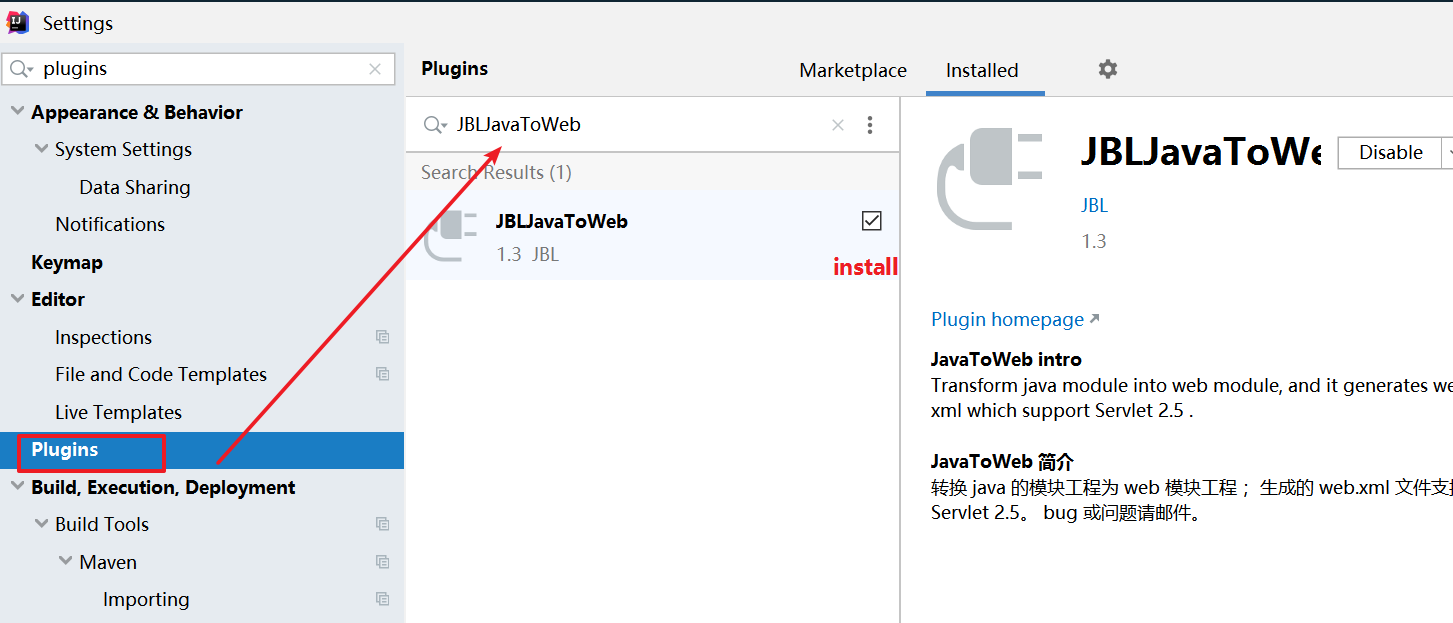 Settings
plugins
Appearance & Behavior
System Settings
Data Sharing
Notifications
Keymap
Editor
Inspections
File and Code Templates
Live Templates
Plugins
Build, Execution, Deployment
Build Tools
Maven
Importing
Plugins
Marketplace
Installed
JBLJavaToWeb
Search Results (1)
JBLJavaToWeb
1.3 JBL
install
JBLJavaToWe
Disable
JBL
1.3
Plugin homepage
JavaToWeb intro
Transform java module into web module, and it generates we
xml which support Servlet 2.5 .
JavaToWeb 简介
转换 java 的模块工程为 web 模块工程； 生成的 web.xml 文件支持
Servlet 2.5。 bug 或问题请邮件。